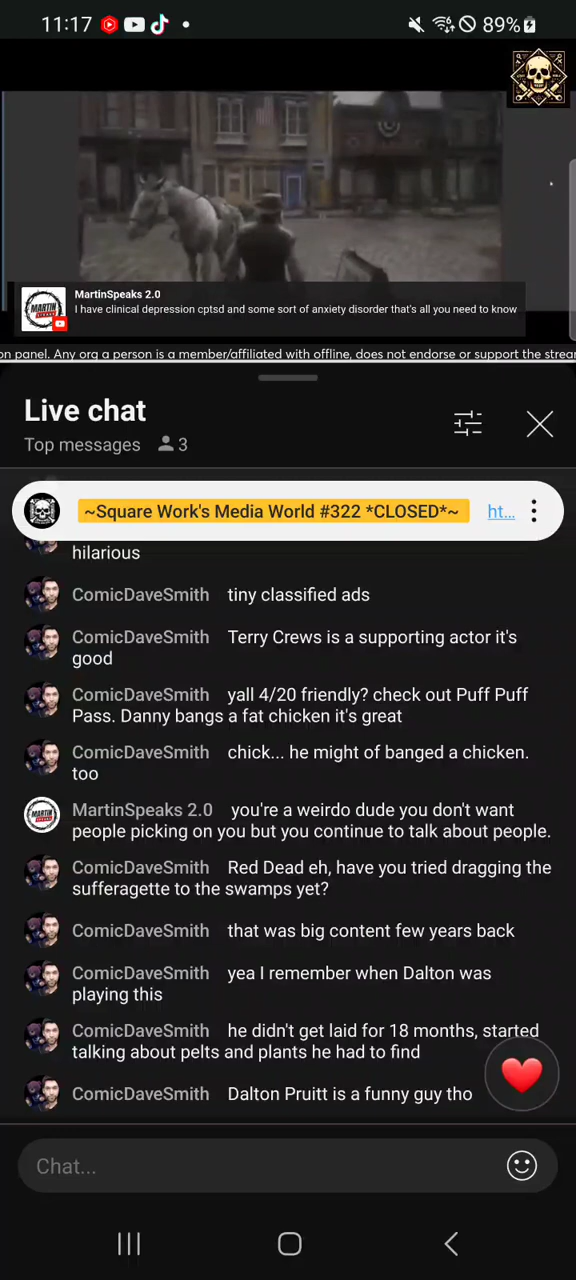 11:17
89%
MartinSpeaks 2.0
I have clinical depression cptsd and some sort of anxiety disorder that's all you need to know
on panel. Any org a person is a member/affiliated with offline, does not endorse or support the strear
Live chat
Top messages 3
~Square Work's Media World #322 *CLOSED*~ ht...
hilarious
ComicDaveSmith tiny classified ads
ComicDaveSmith Terry Crews is a supporting actor it's
good
ComicDaveSmith yall 4/20 friendly? check out Puff Puff
Pass. Danny bangs a fat chicken it's great
ComicDaveSmith chick... he might of banged a chicken.
too
MartinSpeaks 2.0 you're a weirdo dude you don't want
people picking on you but you continue to talk about people.
ComicDaveSmith Red Dead eh, have you tried dragging the
sufferagette to the swamps yet?
ComicDaveSmith that was big content few years back
ComicDaveSmith yea I remember when Dalton was
playing this
ComicDaveSmith he didn't get laid for 18 months, started
talking about pelts and plants he had to find
ComicDaveSmith Dalton Pruitt is a funny guy tho
Chat...